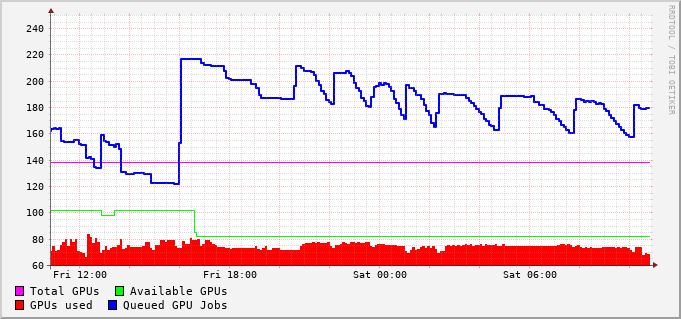 RRDTOOL / TOBI OETIKER
240
220
200
180
160
140
120
100
80
60
Fri 12:00 Fri 18:00 Sat 00:00 Sat 06:00
Total GPUs Available GPUs
GPUs used Queued GPU Jobs